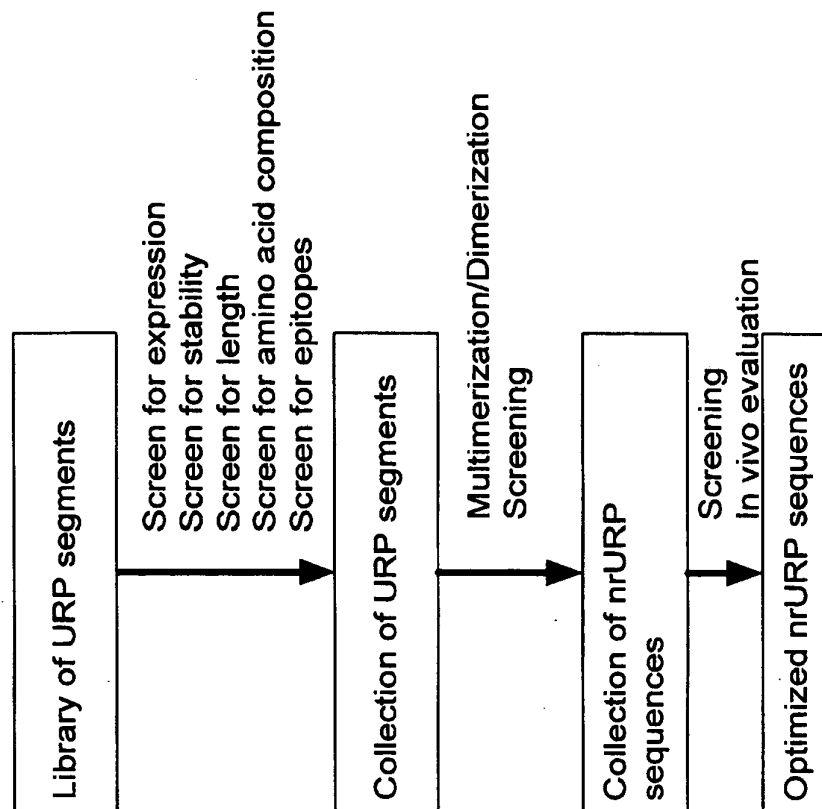 Library of URP segments
Screen for expression
Screen for stability
Screen for length
Screen for amino acid composition
Screen for epitopes
Collection of URP segments
Multimerization/Dimerization
Screening
Collection of nrURP
sequences
Screening
In vivo evaluation
Optimized nrURP sequences